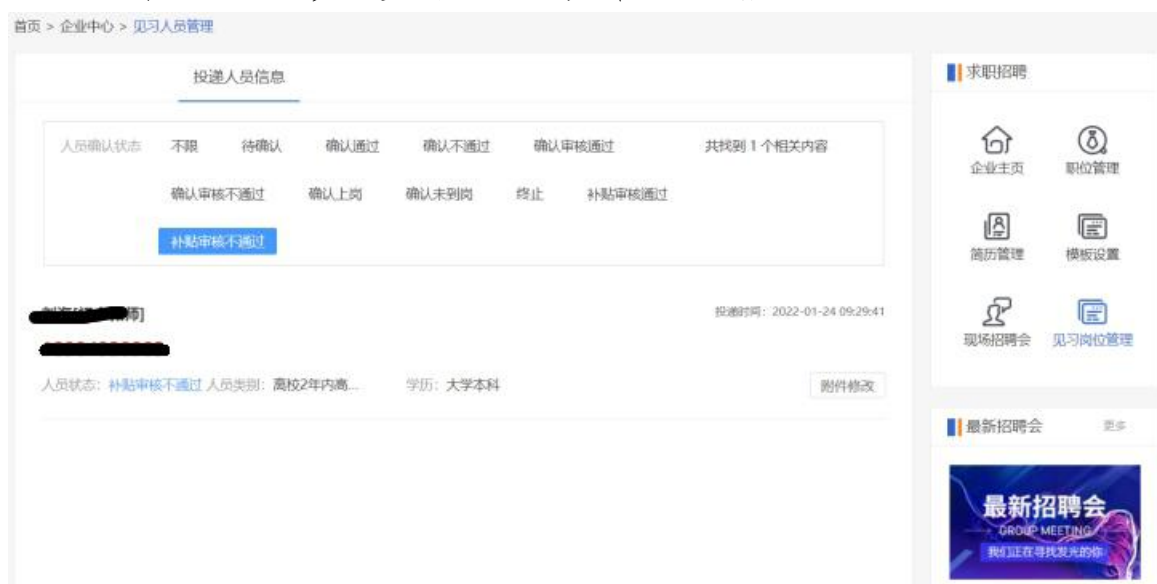 首页 > 企业中心 > 见习人员管理
投递人员信息
人员确认状态 不限 待确认 确认通过 确认不通过 确认审核通过 共找到 1 个相关内容
确认审核不通过 确认上岗 确认未到岗 终止 补贴审核通过
补贴审核不通过
师]
投递时间：2022-01-24 09:29:41
人员状态：补贴审核不通过 人员类别：高校2年内高... 学历：大学本科 附件修改
求职招聘
企业主页 职位管理
简历管理 模板设置
现场招聘会 见习岗位管理
最新招聘会 更多
最新招聘会
GROUP MEETING
我们正在寻找发光的你